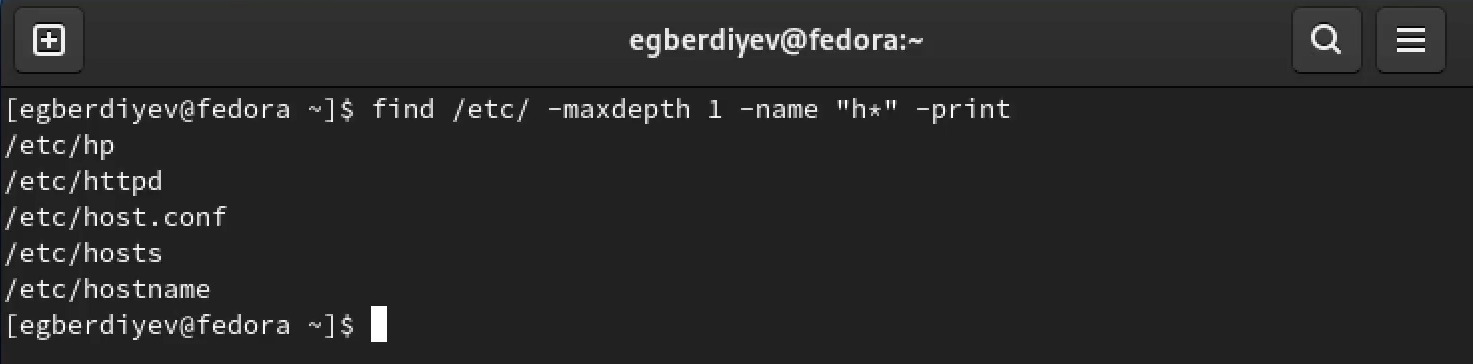 egberdiyev@fedora:~
[egberdiyev@fedora ~]$ find /etc/ -maxdepth 1 -name "h*" -print
/etc/hp
/etc/httpd
/etc/host.conf
/etc/hosts
/etc/hostname
[egberdiyev@fedora ~]$